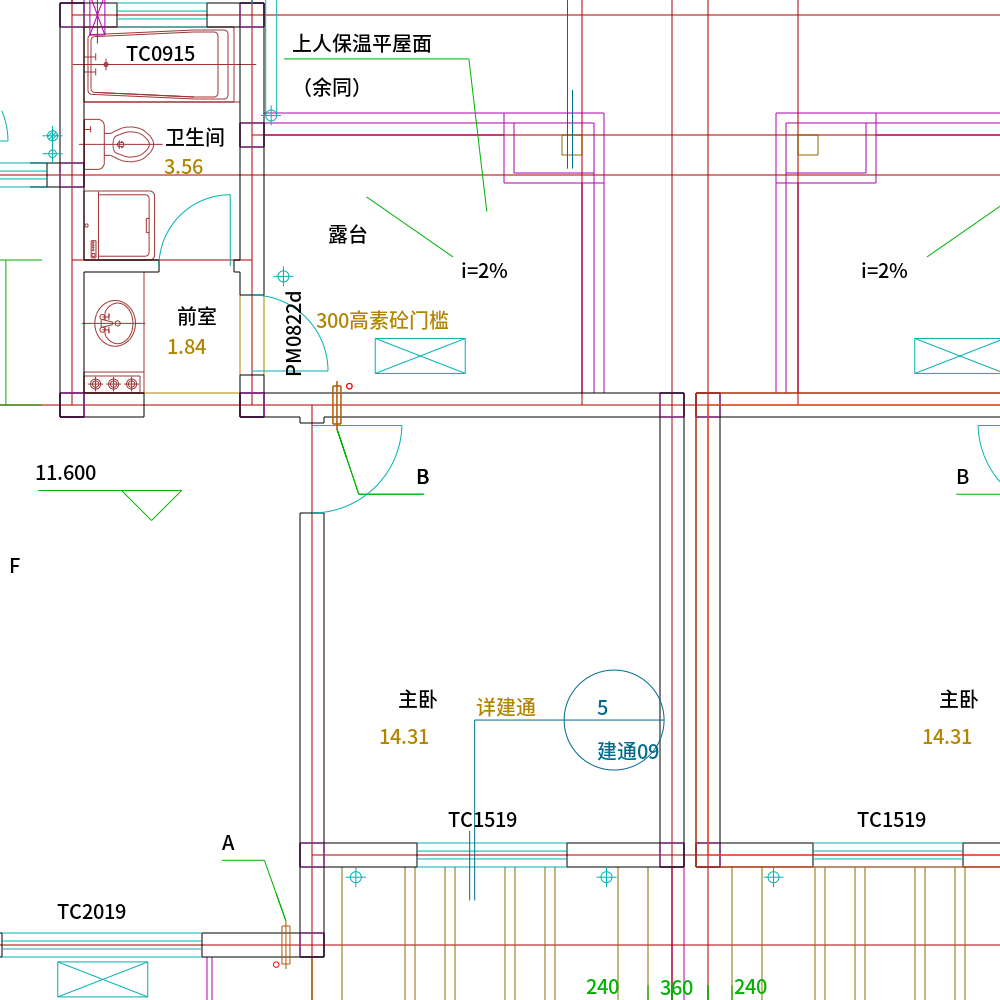 上人保温平屋面
TC0915
（余同）
卫生间
3.56
露台
i=2%
i=2%
前室
PM0822d
300高素砼门槛
1.84
11.600
B
B
F
主卧
详建通
5
主卧
14.31
建通09
14.31
TC1519
TC1519
A
TC2019
240
360
240